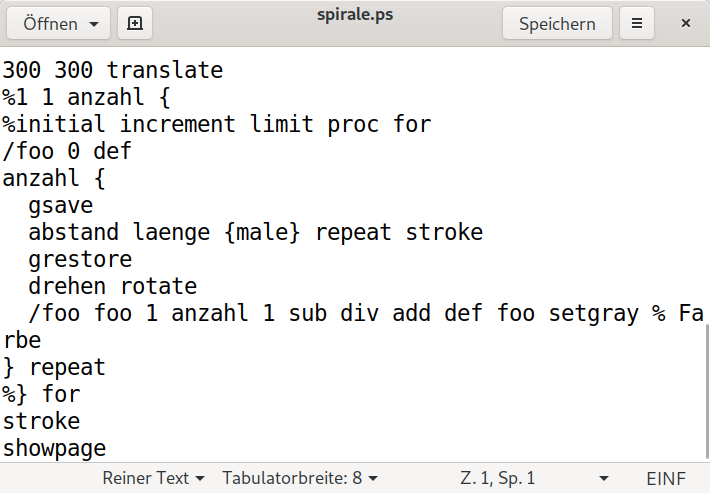 Öffnen
spirale.ps
Speichern
300 300 translate
%1 1 anzahl {
%initial increment limit proc for
/foo 0 def
anzahl {
  gsave
  abstand laenge {male} repeat stroke
  grestore
  drehen rotate
  /foo foo 1 anzahl 1 sub div add def foo setgray % Fa
rbe
} repeat
%} for
stroke
showpage
Reiner Text
Tabulatorbreite: 8
Z. 1, Sp. 1
EINF